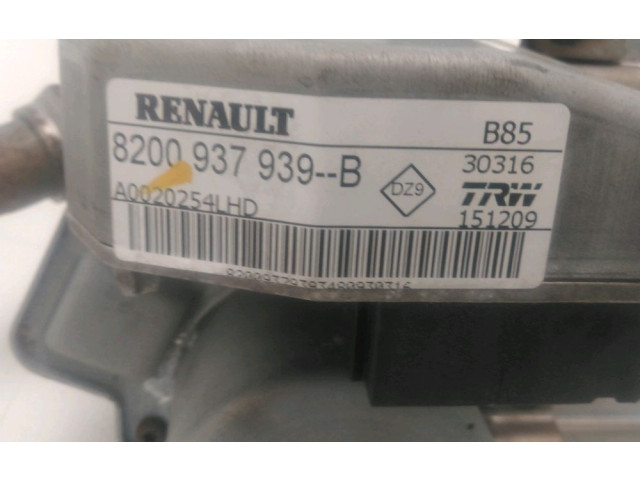 RENAULT
8200 937 939--B
A0020254LHD
DZ9
B85
30316
TRW
151209